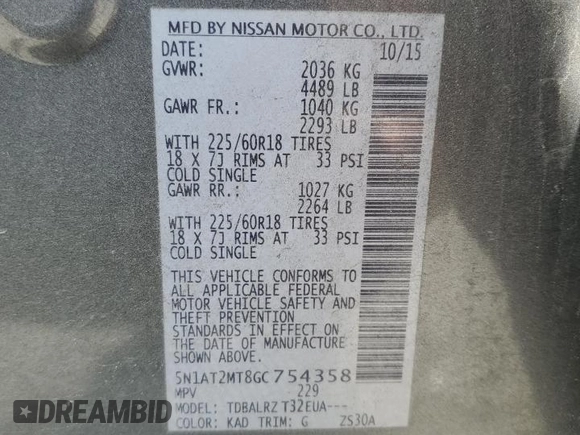 MFD BY NISSAN MOTOR CO., LTD.
DATE: 10/15
GVWR: 2036 KG
4489 LB
GAWR FR.: 1040 KG
2293 LB
WITH 225/60R18 TIRES
18 X 7J RIMS AT 33 PSI
COLD SINGLE
GAWR RR.: 1027 KG
2264 LB
WITH 225/60R18 TIRES
18 X 7J RIMS AT 33 PSI
COLD SINGLE
THIS VEHICLE CONFORMS TO
ALL APPLICABLE FEDERAL
MOTOR VEHICLE SAFETY AND
THEFT PREVENTION
STANDARDS IN EFFECT ON
THE DATE OF MANUFACTURE
SHOWN ABOVE.
5N1AT2MT8GC754358
MPV 229
MODEL: TDBALRZ T32EUA---
COLOR: KAD TRIM: G ZS30A
DEALERS AUTO